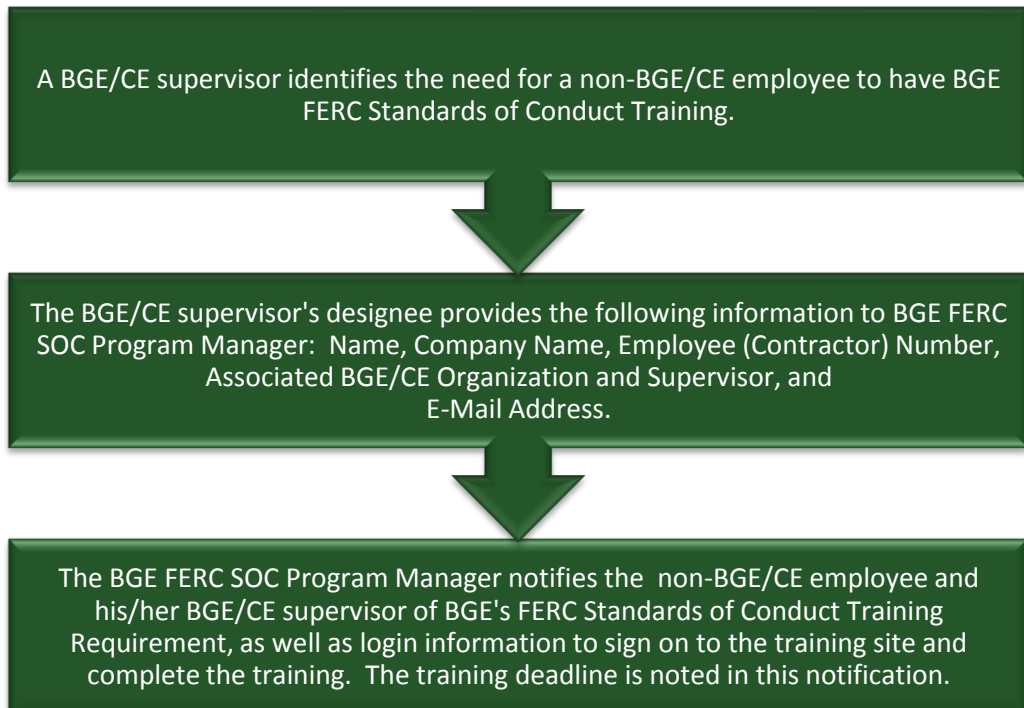 A BGE/CE supervisor identifies the need for a non-BGE/CE employee to have BGE
FERC Standards of Conduct Training.
The BGE/CE supervisor's designee provides the following information to BGE FERC
SOC Program Manager:  Name, Company Name, Employee (Contractor) Number,
Associated BGE/CE Organization and Supervisor, and
E-Mail Address.
The BGE FERC SOC Program Manager notifies the  non-BGE/CE employee and
his/her BGE/CE supervisor of BGE's FERC Standards of Conduct Training
Requirement, as well as login information to sign on to the training site and
complete the training.  The training deadline is noted in this notification.